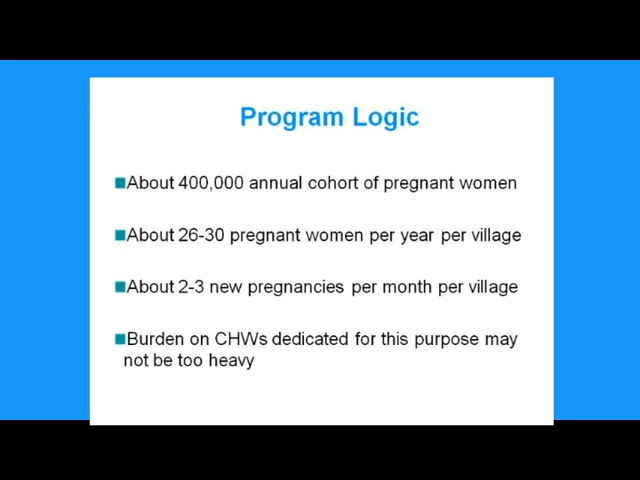 Program Logic
About 400,000 annual cohort of pregnant women
About 26-30 pregnant women per year per village
About 2-3 new pregnancies per month per village
Burden on CHWs dedicated for this purpose may
not be too heavy